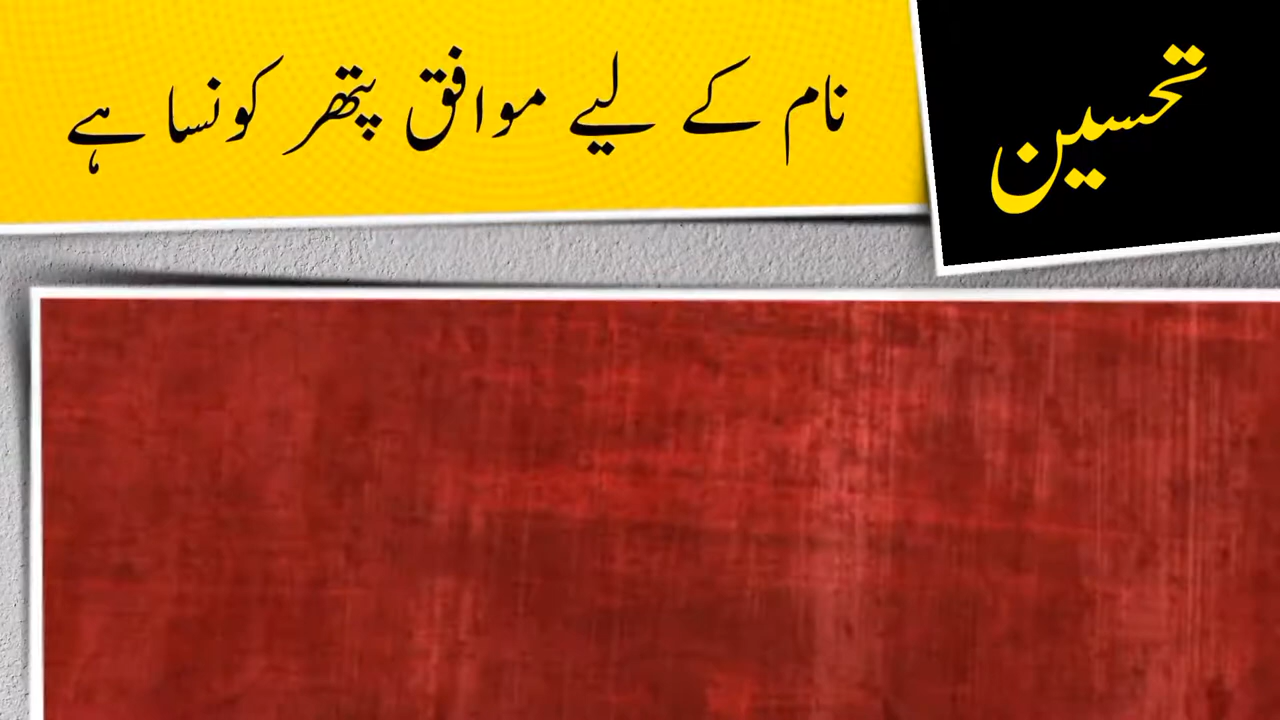 تحسین
نام کے لیے موافق پتھر کونسا ہے